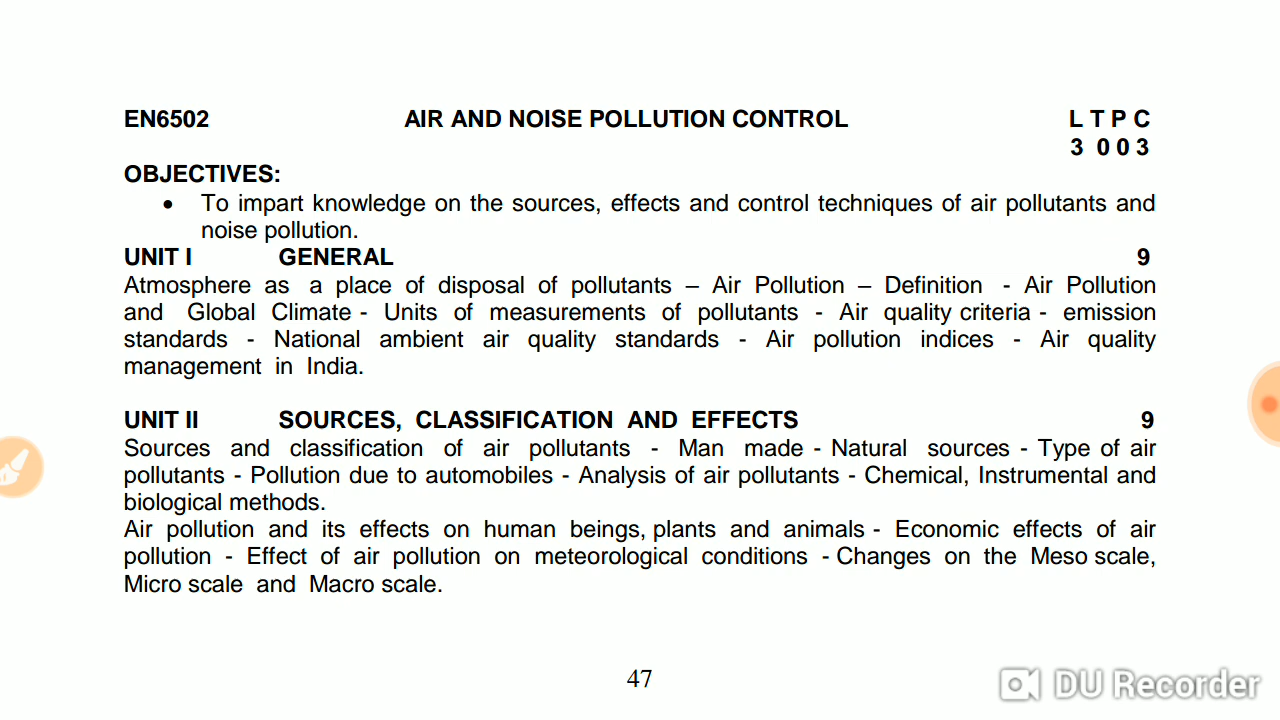 EN6502 AIR AND NOISE POLLUTION CONTROL L T P C
3 0 0 3
OBJECTIVES:
• To impart knowledge on the sources, effects and control techniques of air pollutants and
noise pollution.
UNIT I GENERAL 9
Atmosphere as a place of disposal of pollutants – Air Pollution – Definition - Air Pollution
and Global Climate - Units of measurements of pollutants - Air quality criteria - emission
standards - National ambient air quality standards - Air pollution indices - Air quality
management in India.
UNIT II SOURCES, CLASSIFICATION AND EFFECTS 9
Sources and classification of air pollutants - Man made - Natural sources - Type of air
pollutants - Pollution due to automobiles - Analysis of air pollutants - Chemical, Instrumental and
biological methods.
Air pollution and its effects on human beings, plants and animals - Economic effects of air
pollution - Effect of air pollution on meteorological conditions - Changes on the Meso scale,
Micro scale and Macro scale.
47
DU Recorder